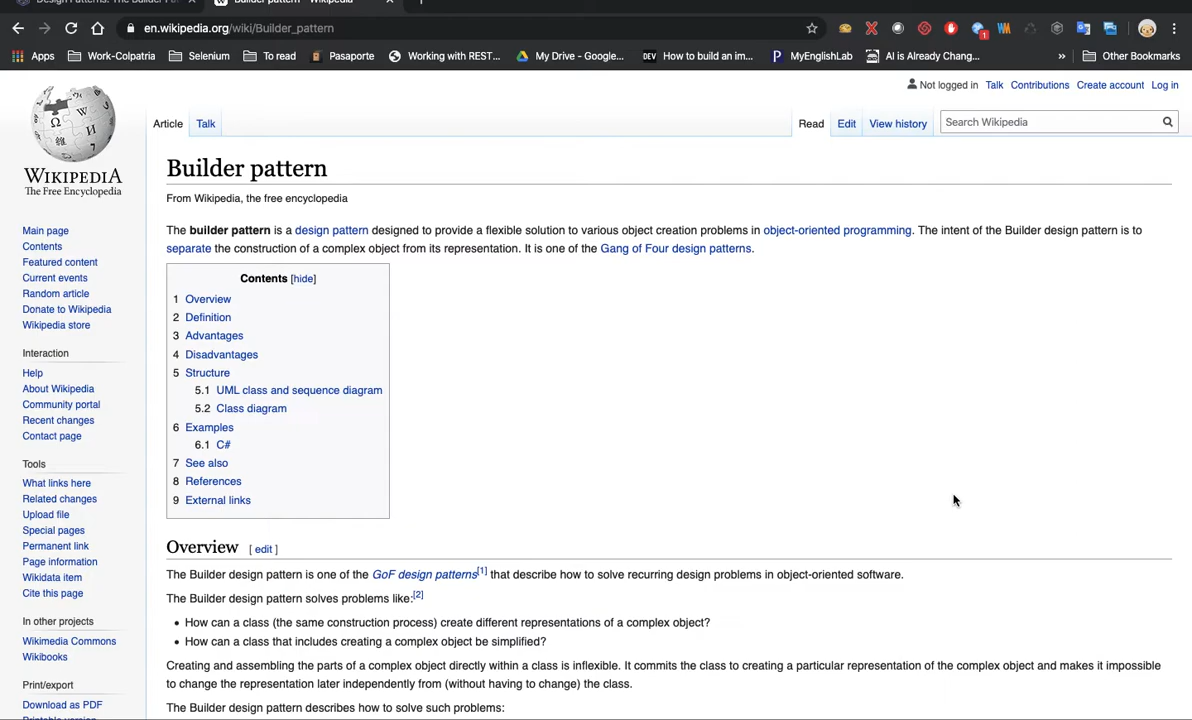 Design Patterns: The Builder Pa
Builder pattern - Wikipedia
en.wikipedia.org/wiki/Builder_pattern
1
Apps Work-Colpatria Selenium To read Pasaporte Working with REST... My Drive - Google... DEV How to build an im... MyEnglishLab AI is Already Chang... » Other Bookmarks
Not logged in Talk Contributions Create account Log in
Article Talk Read Edit View history Search Wikipedia
WIKIPEDIA
The Free Encyclopedia
Main page
Contents
Featured content
Current events
Random article
Donate to Wikipedia
Wikipedia store
Interaction
Help
About Wikipedia
Community portal
Recent changes
Contact page
Tools
What links here
Related changes
Upload file
Special pages
Permanent link
Page information
Wikidata item
Cite this page
In other projects
Wikimedia Commons
Wikibooks
Print/export
Download as PDF
Printable version
Builder pattern
From Wikipedia, the free encyclopedia
The builder pattern is a design pattern designed to provide a flexible solution to various object creation problems in object-oriented programming. The intent of the Builder design pattern is to
separate the construction of a complex object from its representation. It is one of the Gang of Four design patterns.
Contents [hide]
1 Overview
2 Definition
3 Advantages
4 Disadvantages
5 Structure
5.1 UML class and sequence diagram
5.2 Class diagram
6 Examples
6.1 C#
7 See also
8 References
9 External links
Overview [ edit ]
The Builder design pattern is one of the GoF design patterns[1] that describe how to solve recurring design problems in object-oriented software.
The Builder design pattern solves problems like:[2]
• How can a class (the same construction process) create different representations of a complex object?
• How can a class that includes creating a complex object be simplified?
Creating and assembling the parts of a complex object directly within a class is inflexible. It commits the class to creating a particular representation of the complex object and makes it impossible
to change the representation later independently from (without having to change) the class.
The Builder design pattern describes how to solve such problems: